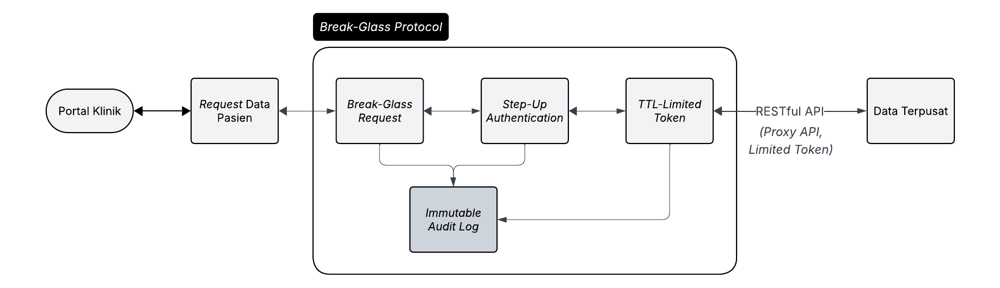 Break-Glass Protocol
Portal Klinik
Request Data
Pasien
Break-Glass
Request
Step-Up
Authentication
TTL-Limited
Token
RESTful API
(Proxy API,
Limited Token)
Data Terpusat
Immutable
Audit Log